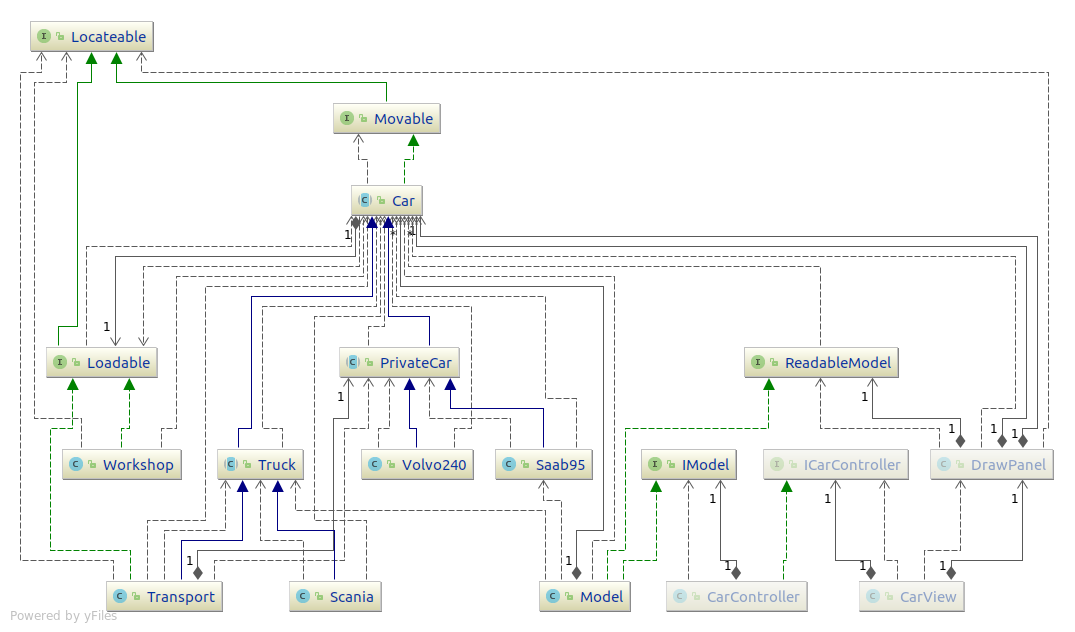 Locateable
Movable
Car
1
*
1
1
Loadable
PrivateCar
ReadableModel
1
1
1
1
1
Workshop
Truck
Volvo240
Saab95
IModel
ICarController
DrawPanel
1
1
1
1
1
1
1
1
Transport
Scania
Model
CarController
CarView
Powered by yFiles